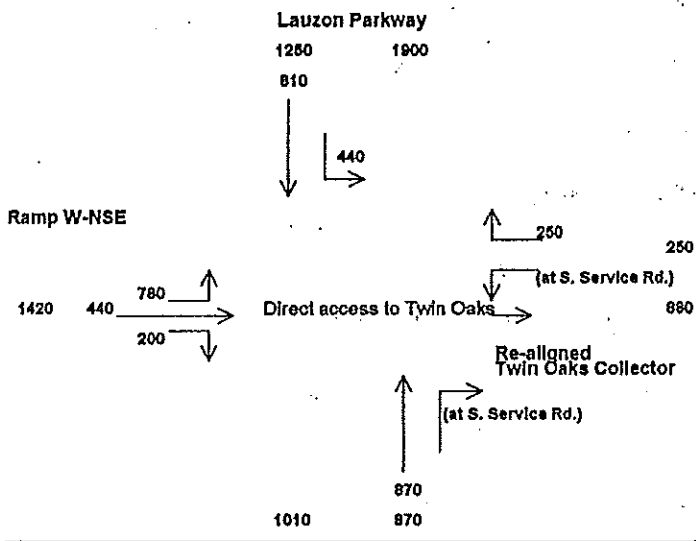 Lauzon Parkway
1250 1900
810
440
Ramp W-NSE
250
250
(at S. Service Rd.)
780
1420 440 Direct access to Twin Oaks 880
200
Re-aligned
Twin Oaks Collector
(at S. Service Rd.)
870
1010 870